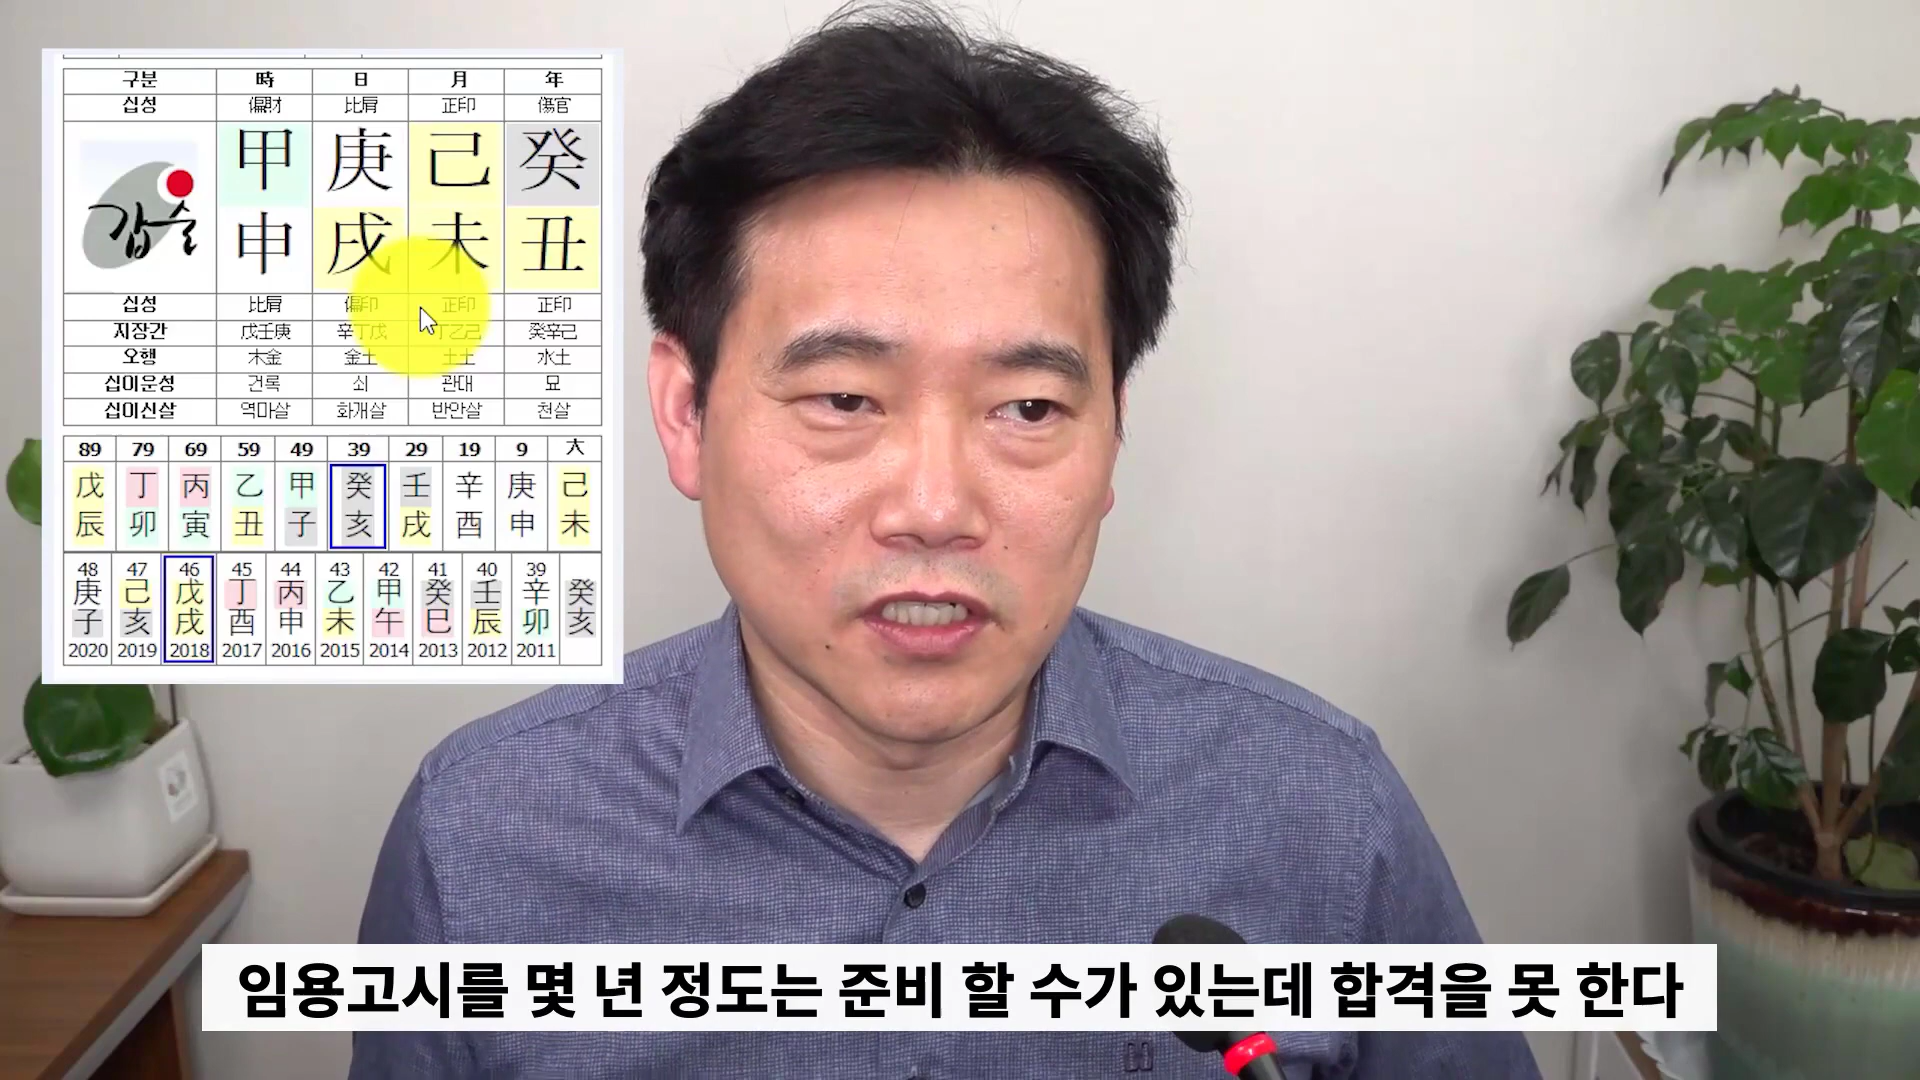 구분 時 日 月 年
십성 偏財 比肩 正印 傷官
갑술
甲 庚 己 癸
申 戌 未 丑
십성 比肩 偏印 正印 正印
지장간 戊壬庚 辛丁戊 丁乙己 癸辛己
오행 木金 金土 土土 水土
십이운성 건록 쇠 관대 묘
십이신살 역마살 화개살 반안살 천살
89 79 69 59 49 39 29 19 9 大
戊 丁 丙 乙 甲 癸 壬 辛 庚 己
辰 卯 寅 丑 子 亥 戌 酉 申 未
48 47 46 45 44 43 42 41 40 39
庚 己 戊 丁 丙 乙 甲 癸 壬 辛 癸
子 亥 戌 酉 申 未 午 巳 辰 卯 亥
2020 2019 2018 2017 2016 2015 2014 2013 2012 2011
임용고시를 몇 년 정도는 준비 할 수가 있는데 합격을 못 한다